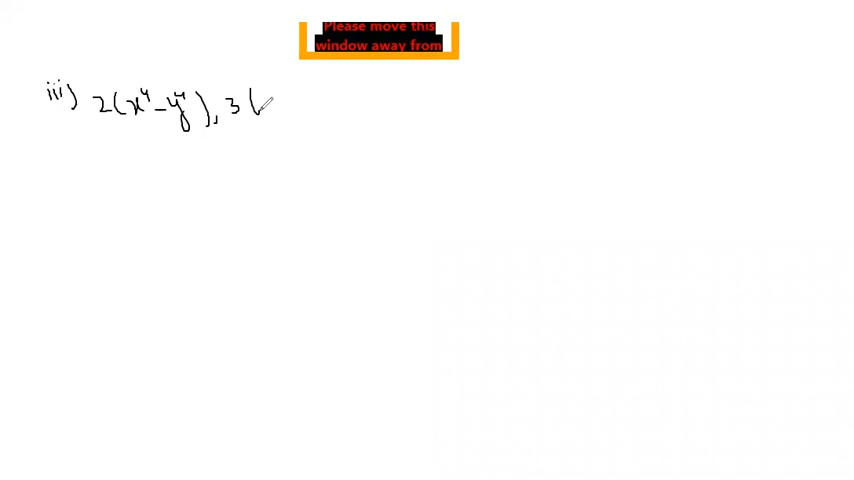 Please move this
window away from
iii) 2(x⁴-y⁴), 3(